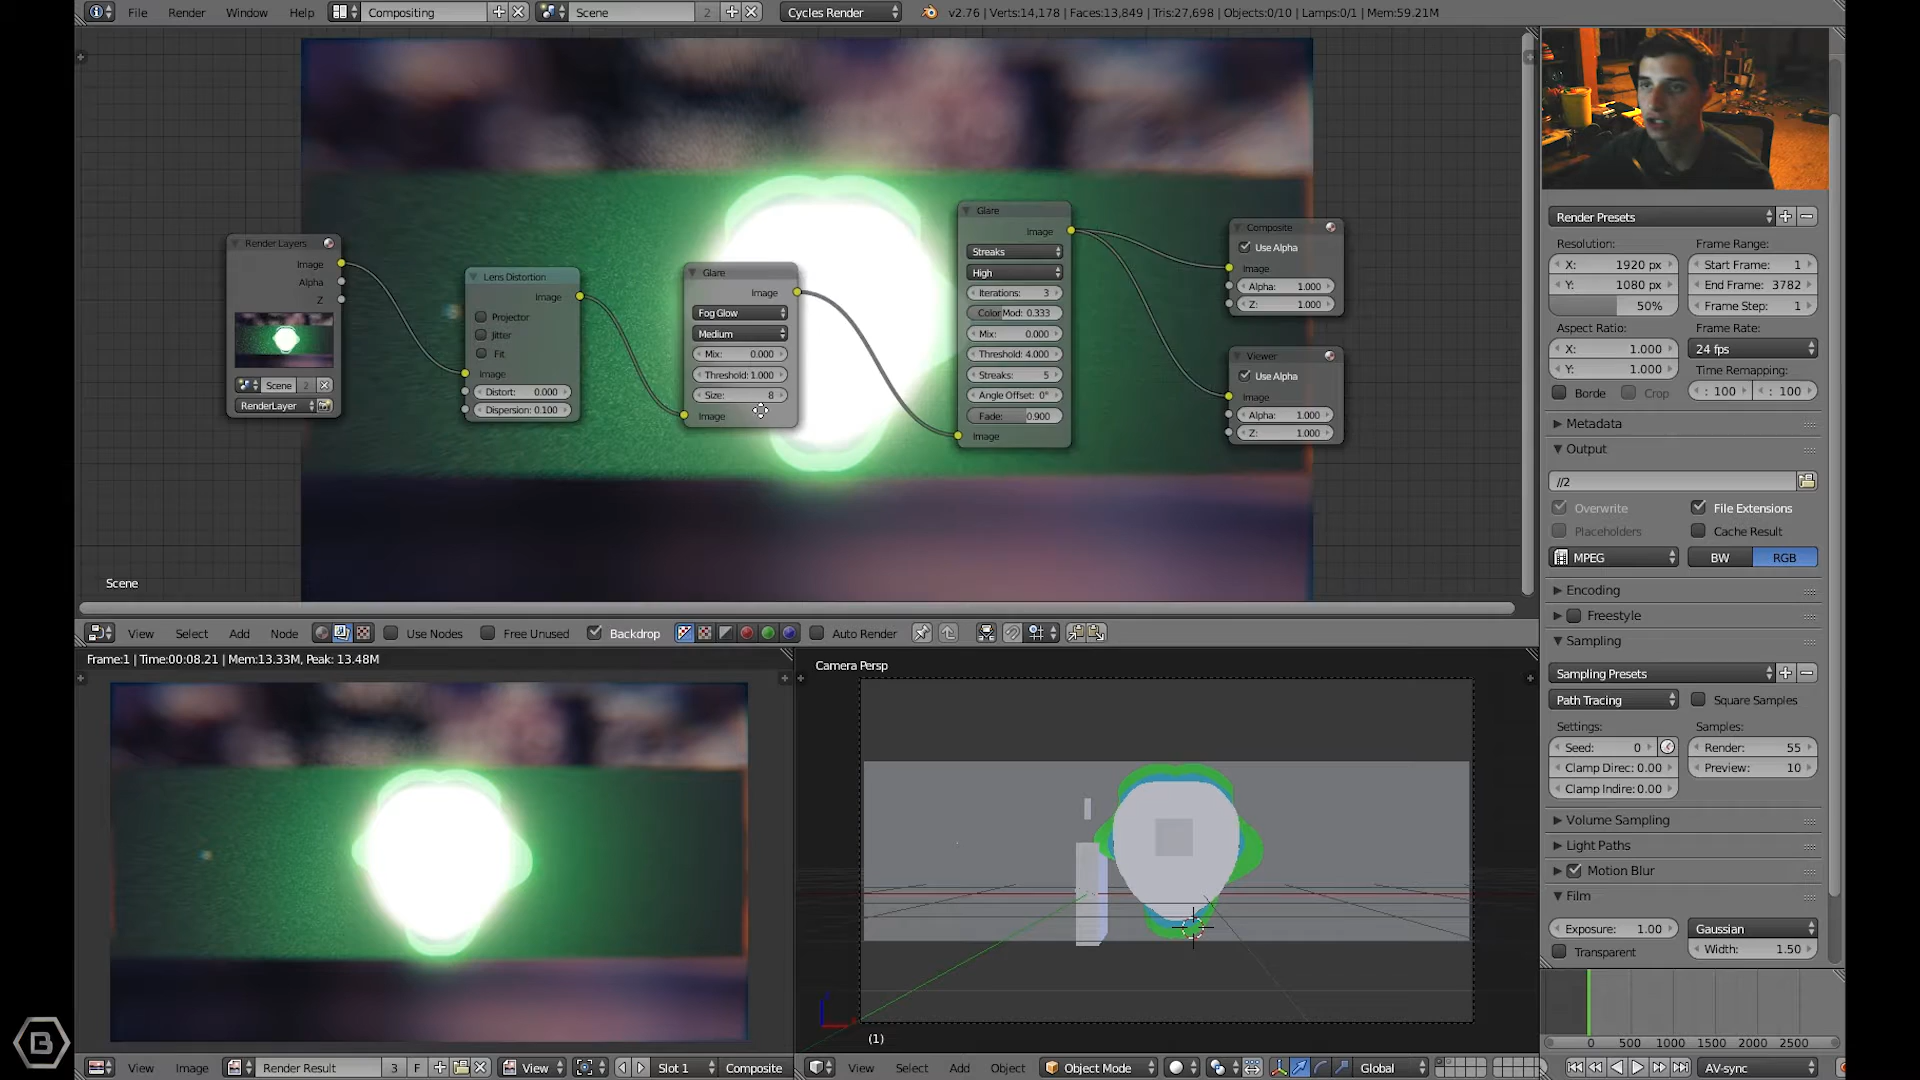 File Render Window Help Compositing Scene 2 Cycles Render v2.76 | Verts:14,178 | Faces:13,849 | Tris:27,698 | Objects:0/10 | Lamps:0/1 | Mem:59.21M
Render Layers
Image
Alpha
Z
Scene 2
RenderLayer
Lens Distortion
Image
Projector
Jitter
Fit
Image
Distort: 0.000
Dispersion: 0.100
Glare
Image
Fog Glow
Medium
Mix: 0.000
Threshold: 1.000
Size: 8
Image
Glare
Image
Streaks
High
Iterations: 3
Color Mod: 0.333
Mix: 0.000
Threshold: 4.000
Streaks: 5
Angle Offset: 0°
Fade: 0.900
Image
Composite
Use Alpha
Image
Alpha: 1.000
Z: 1.000
Viewer
Use Alpha
Image
Alpha: 1.000
Z: 1.000
Scene
View Select Add Node Use Nodes Free Unused Backdrop Auto Render
Frame:1 | Time:00:08.21 | Mem:13.33M, Peak: 13.48M
Camera Persp
(1)
View Image Render Result 3 F View Slot 1 Composite
View Select Add Object Object Mode Global
Render Presets
Resolution: Frame Range:
X: 1920 px Start Frame: 1
Y: 1080 px End Frame: 3782
50% Frame Step: 1
Aspect Ratio: Frame Rate:
X: 1.000 24 fps
Y: 1.000 Time Remapping:
Borde Crop : 100 : 100
Metadata
Output
//2
Overwrite File Extensions
Placeholders Cache Result
MPEG BW RGB
Encoding
Freestyle
Sampling
Sampling Presets
Path Tracing Square Samples
Settings: Samples:
Seed: 0 Render: 55
Clamp Direc: 0.00 Preview: 10
Clamp Indire: 0.00
Volume Sampling
Light Paths
Motion Blur
Film
Exposure: 1.00 Gaussian
Transparent Width: 1.50
0 500 1000 1500 2000 2500
AV-sync
B